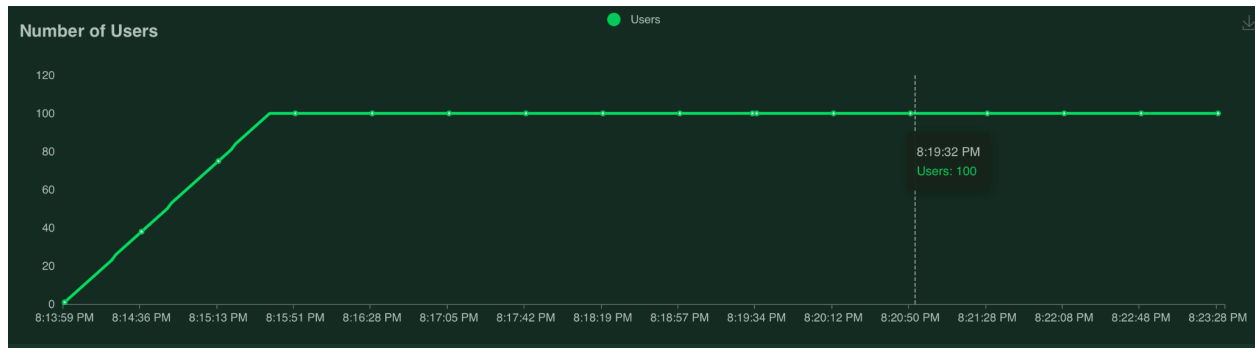 Number of Users
Users
120
100
80
60
40
20
0
8:19:32 PM
Users: 100
8:13:59 PM 8:14:36 PM 8:15:13 PM 8:15:51 PM 8:16:28 PM 8:17:05 PM 8:17:42 PM 8:18:19 PM 8:18:57 PM 8:19:34 PM 8:20:12 PM 8:20:50 PM 8:21:28 PM 8:22:08 PM 8:22:48 PM 8:23:28 PM